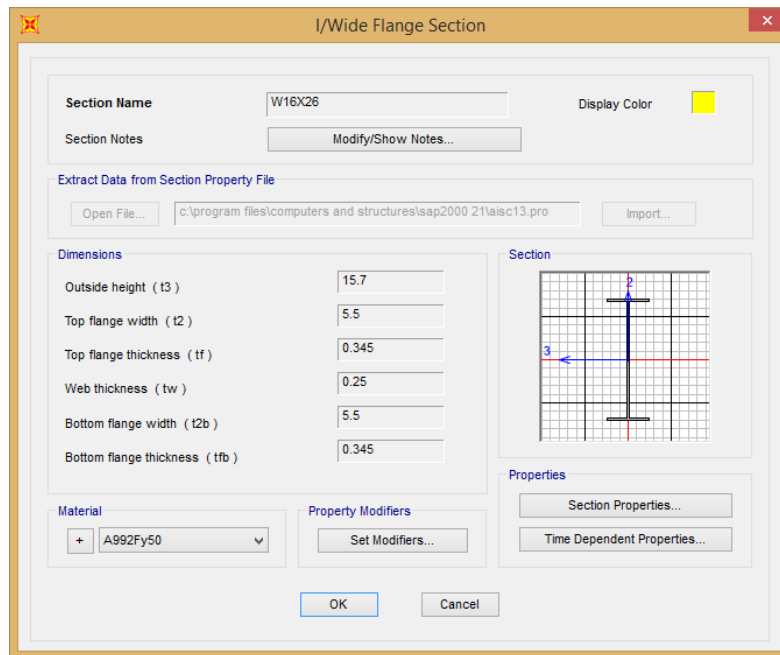 I/Wide Flange Section
Section Name W16X26 Display Color
Section Notes Modify/Show Notes...
Extract Data from Section Property File
Open File... c:\program files\computers and structures\sap2000 21\aisc13.pro Import...
Dimensions
Outside height ( t3 ) 15.7
Top flange width ( t2 ) 5.5
Top flange thickness ( tf ) 0.345
Web thickness ( tw ) 0.25
Bottom flange width ( t2b ) 5.5
Bottom flange thickness ( tfb ) 0.345
Section
2
3
Material
+ A992Fy50
Property Modifiers
Set Modifiers...
Properties
Section Properties...
Time Dependent Properties...
OK Cancel